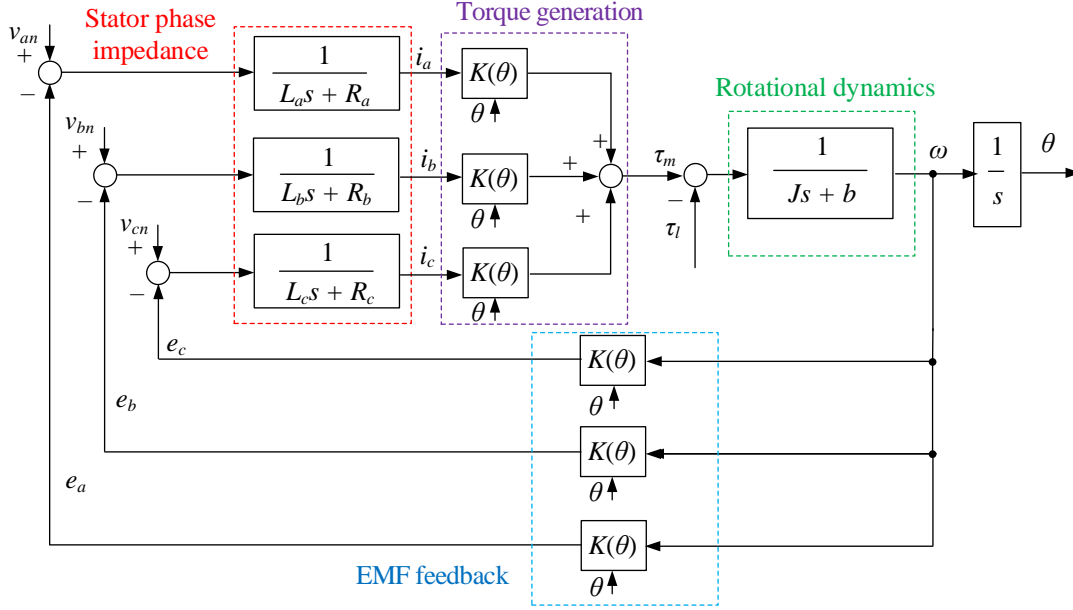 Stator phase
impedance
Torque generation
Rotational dynamics
v_an
+
−
1
L_a s + R_a
i_a
K(θ)
θ
v_bn
+
−
1
L_b s + R_b
i_b
K(θ)
θ
v_cn
+
−
1
L_c s + R_c
i_c
K(θ)
θ
+
+
+
τ_m
−
τ_l
1
Js + b
ω
1
s
θ
e_c
K(θ)
θ
e_b
K(θ)
θ
e_a
K(θ)
θ
EMF feedback